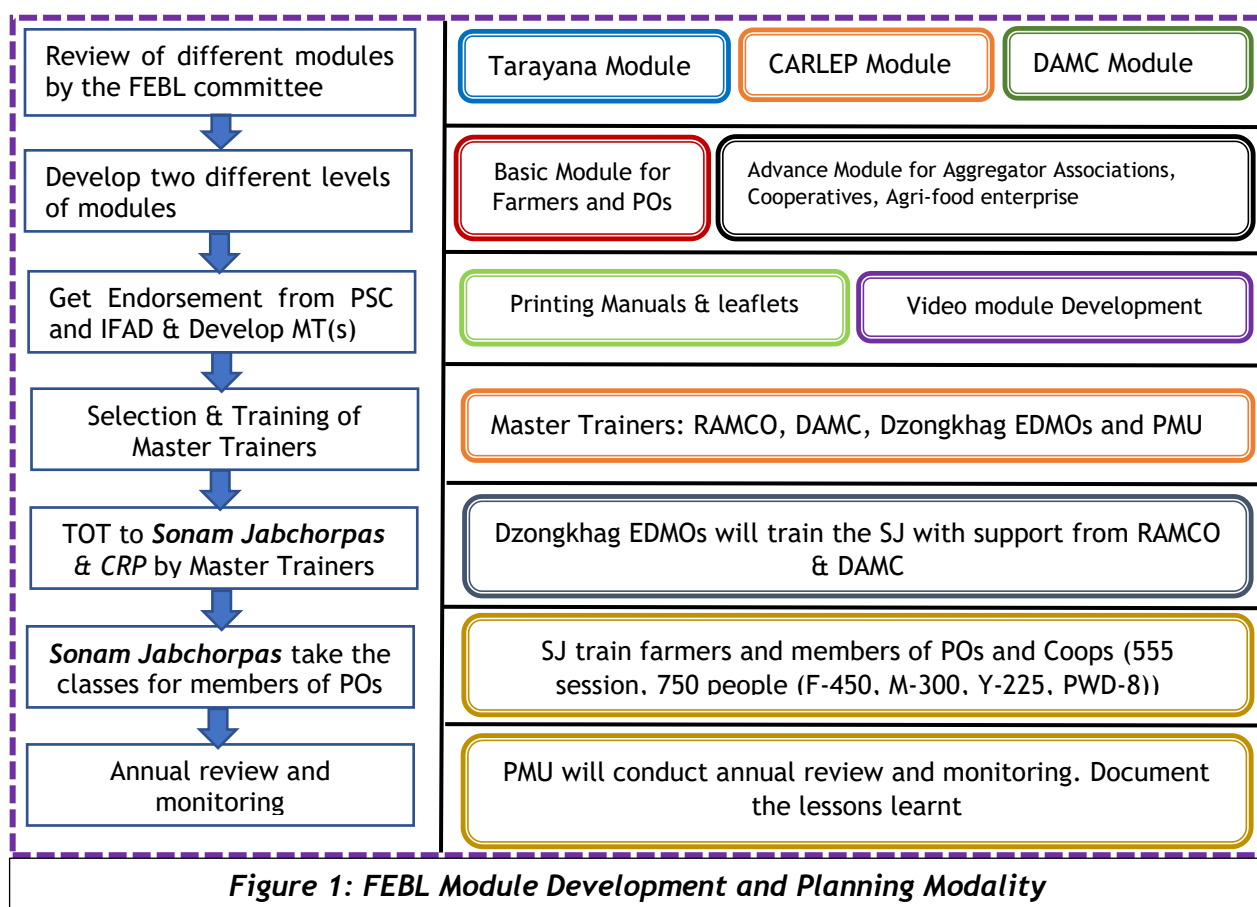 Review of different modules
by the FEBL committee
Tarayana Module
CARLEP Module
DAMC Module
Develop two different levels
of modules
Basic Module for
Farmers and POs
Advance Module for Aggregator Associations,
Cooperatives, Agri-food enterprise
Get Endorsement from PSC
and IFAD & Develop MT(s)
Printing Manuals & leaflets
Video module Development
Selection & Training of
Master Trainers
Master Trainers: RAMCO, DAMC, Dzongkhag EDMOs and PMU
TOT to Sonam Jabchorpas
& CRP by Master Trainers
Dzongkhag EDMOs will train the SJ with support from RAMCO
& DAMC
Sonam Jabchorpas take the
classes for members of POs
SJ train farmers and members of POs and Coops (555
session, 750 people (F-450, M-300, Y-225, PWD-8))
Annual review and
monitoring
PMU will conduct annual review and monitoring. Document
the lessons learnt
Figure 1: FEBL Module Development and Planning Modality